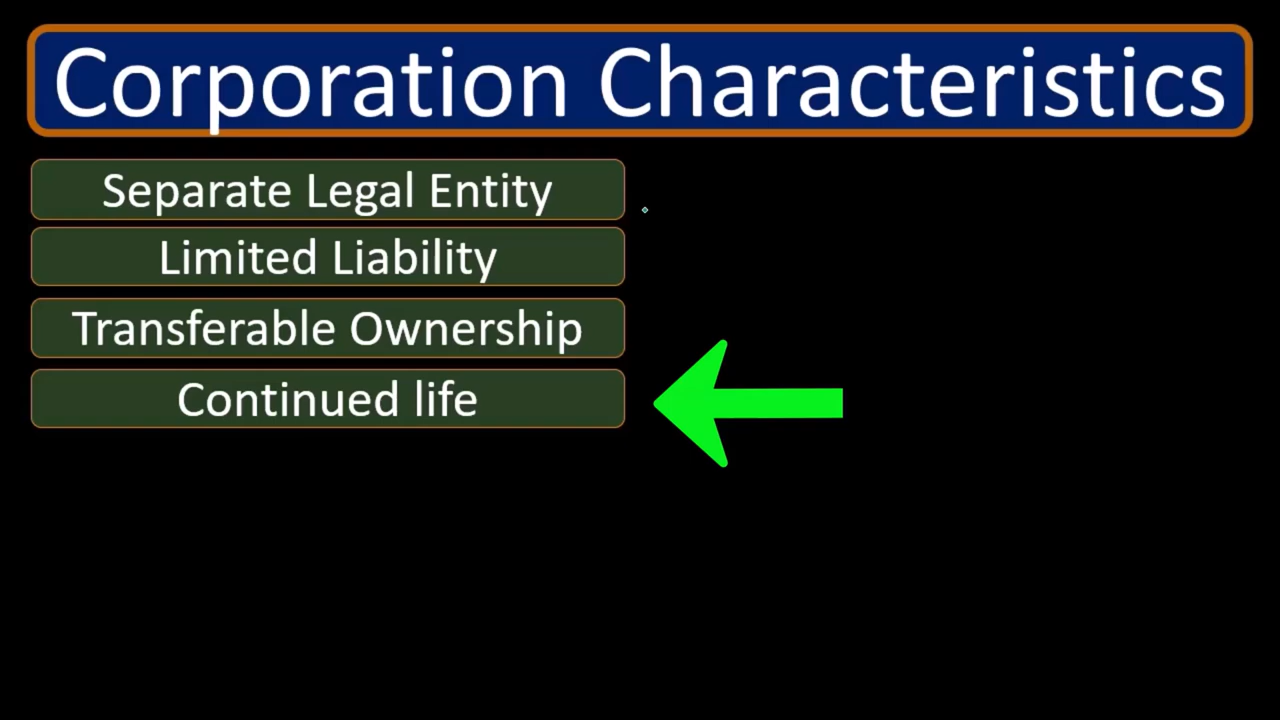 Corporation Characteristics
Separate Legal Entity
Limited Liability
Transferable Ownership
Continued life